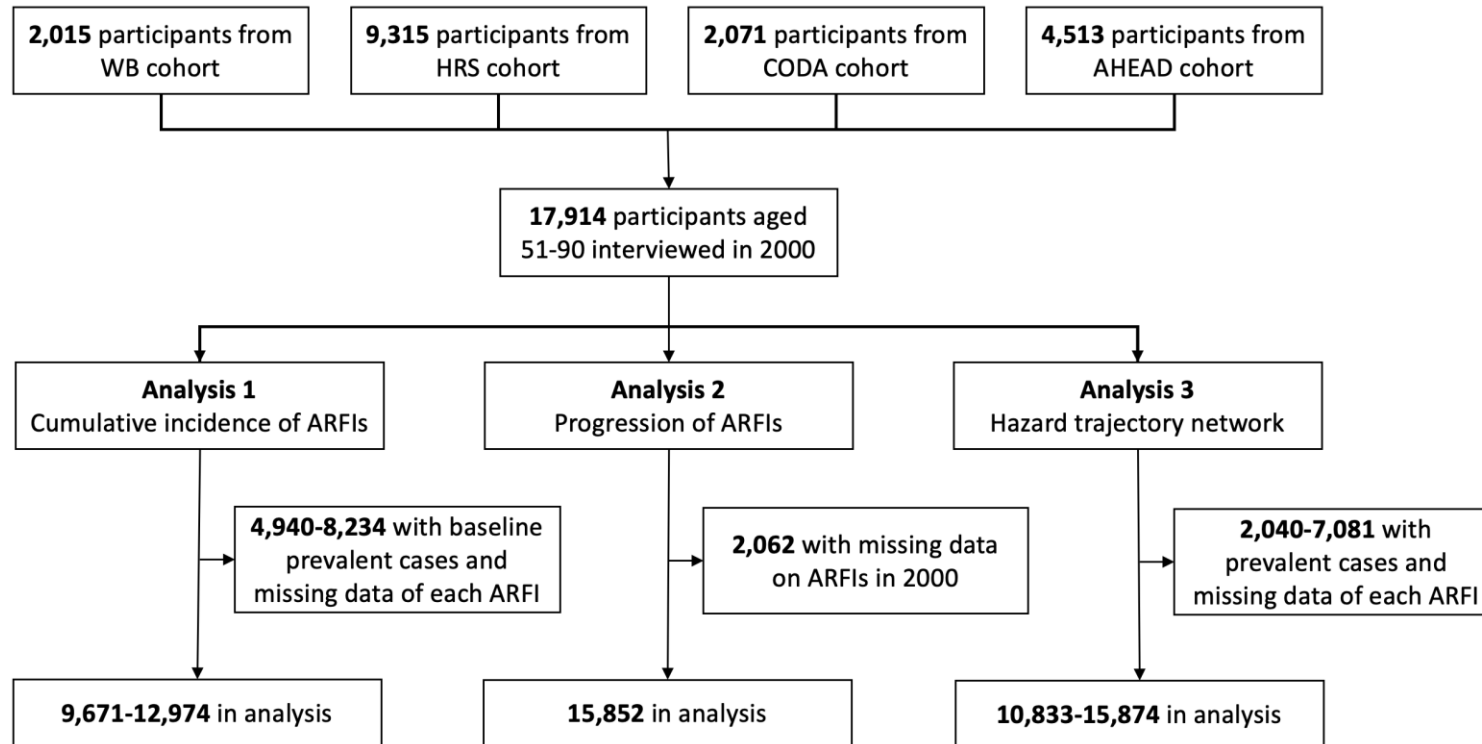 2,015 participants from
WB cohort
9,315 participants from
HRS cohort
2,071 participants from
CODA cohort
4,513 participants from
AHEAD cohort
17,914 participants aged
51-90 interviewed in 2000
Analysis 1
Cumulative incidence of ARFIs
Analysis 2
Progression of ARFIs
Analysis 3
Hazard trajectory network
4,940-8,234 with baseline
prevalent cases and
missing data of each ARFI
2,062 with missing data
on ARFIs in 2000
2,040-7,081 with
prevalent cases and
missing data of each ARFI
9,671-12,974 in analysis
15,852 in analysis
10,833-15,874 in analysis